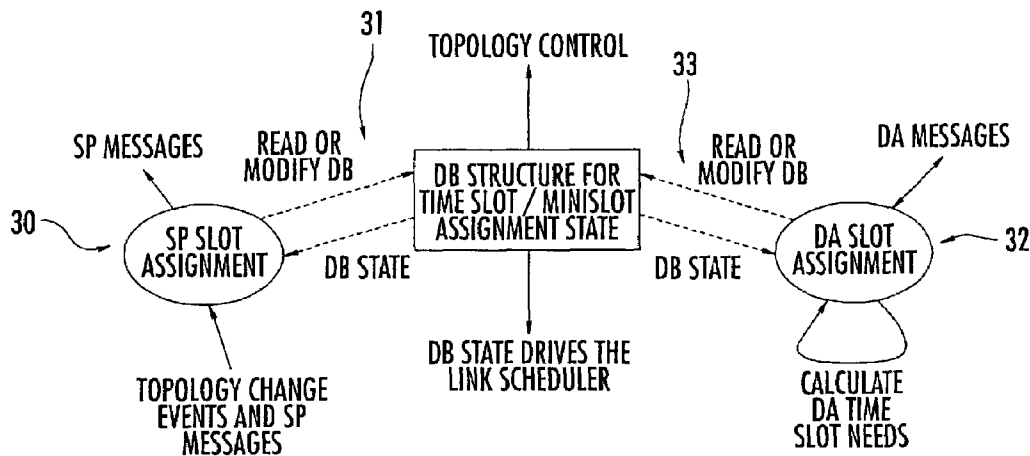 31
TOPOLOGY CONTROL
33
SP MESSAGES
READ OR
MODIFY DB
READ OR
MODIFY DB
DA MESSAGES
30
SP SLOT
ASSIGNMENT
DB STRUCTURE FOR
TIME SLOT / MINISLOT
ASSIGNMENT STATE
DA SLOT
ASSIGNMENT
32
DB STATE
DB STATE
TOPOLOGY CHANGE
EVENTS AND SP
MESSAGES
DB STATE DRIVES THE
LINK SCHEDULER
CALCULATE
DA TIME
SLOT NEEDS